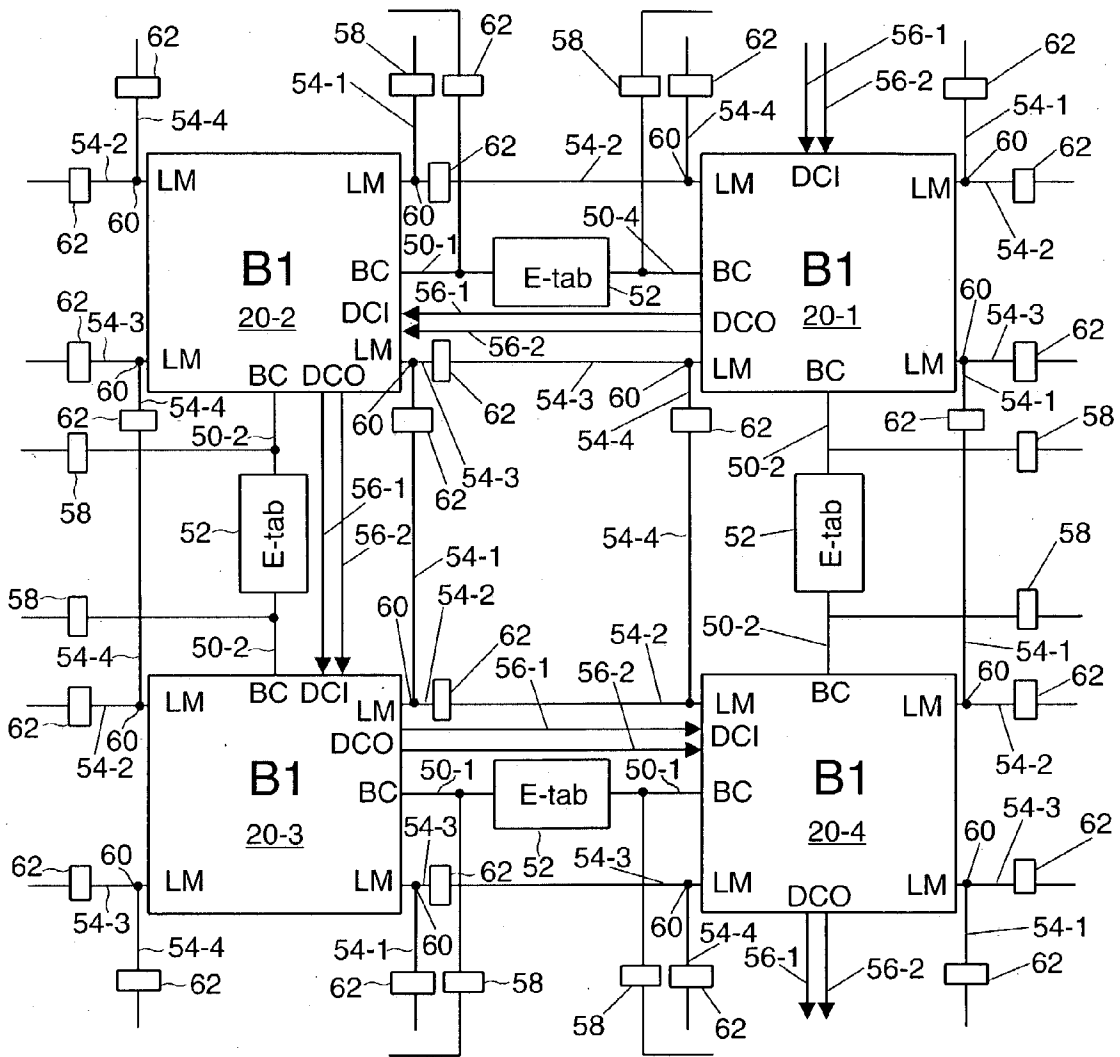 62 58 62 58 62 56-1 62
54-1 56-2
54-4 54-4 54-1
54-2 62 54-2 60 60 62
LM LM LM DCI LM
60 60 54-2
62 50-1 50-4
B1 BC E-tab BC B1
62 54-3 20-2 DCI 56-1 52 DCO 20-1 60 54-3 62
LM LM 56-2 LM BC LM
60 BC DCO 54-3
62 54-4 60 62 60 62 54-1
50-2 54-3 54-4 62 50-2 58
58 62
52 E-tab 56-1 52 E-tab
56-2 54-4
58 54-1 58
60 54-2
50-2 62 54-2 50-2
54-4 56-1 56-2 54-1 60 62
LM BC DCI LM LM BC LM
62 60 DCO DCI
54-2 54-2
B1 BC 50-1 E-tab 50-1 BC B1
20-3 20-4 54-3
62 60 54-3 62 52 54-3 60 62
LM LM LM LM
54-3 60 60 DCO
54-4 54-1 54-4 56-1 56-2 54-1
62 62 58 58 62 62